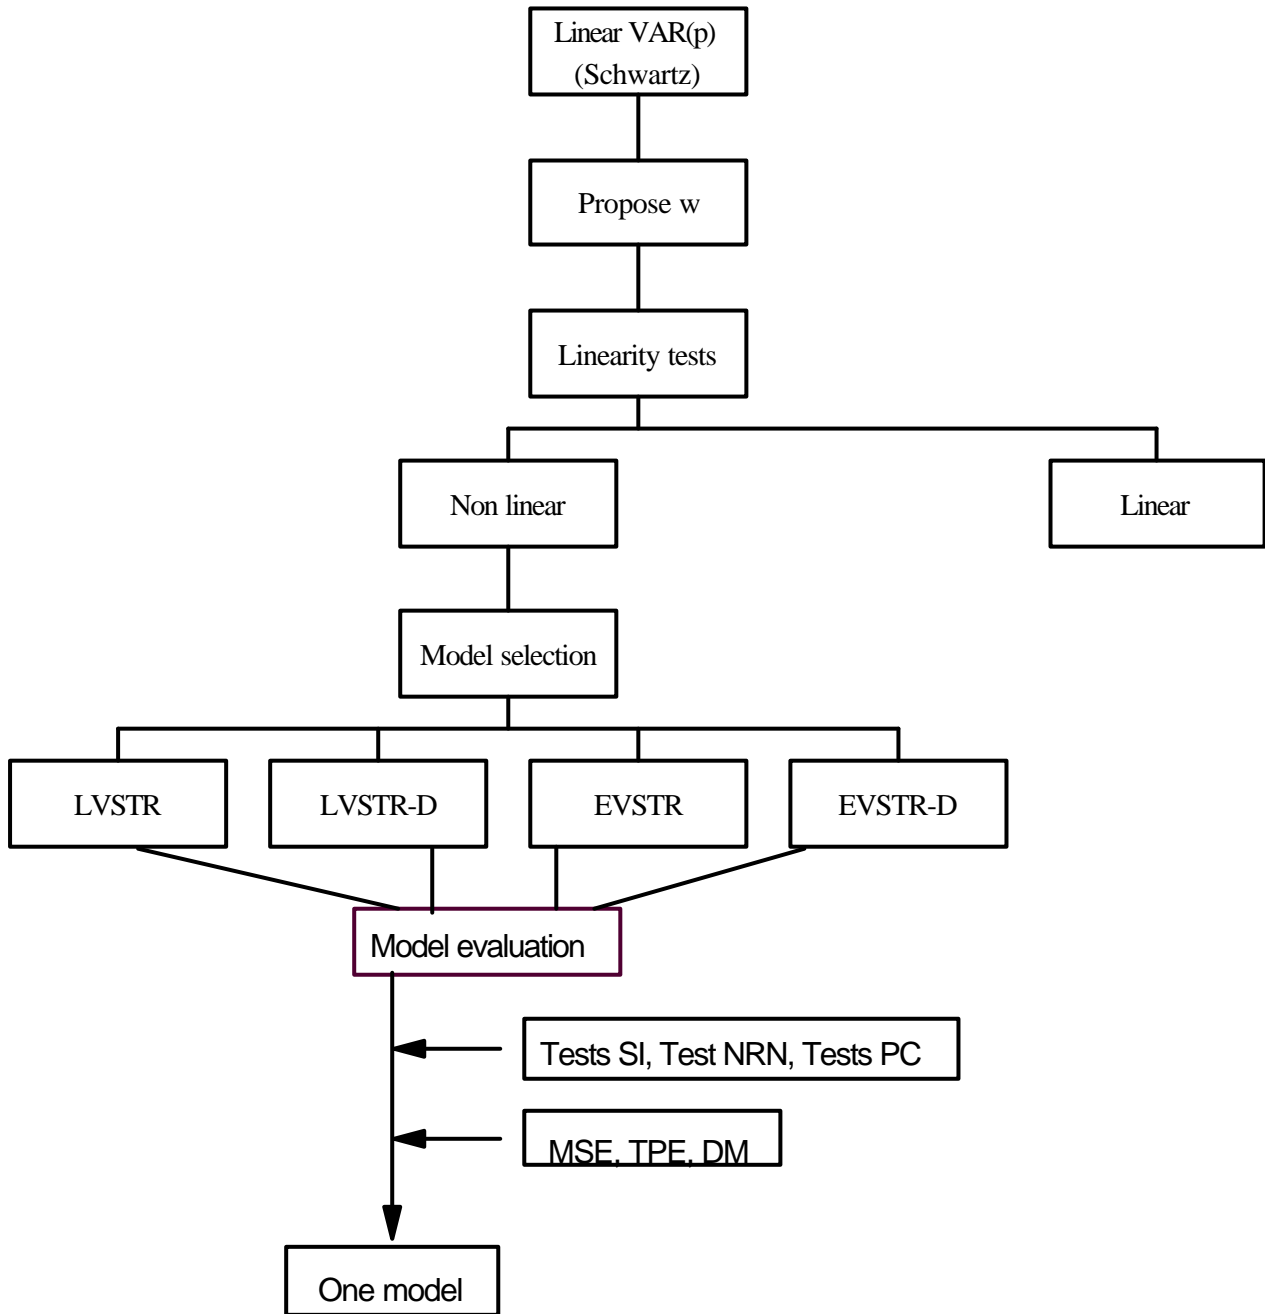 Linear VAR(p)
(Schwartz)
Propose w
Linearity tests
Non linear
Linear
Model selection
LVSTR
LVSTR-D
EVSTR
EVSTR-D
Model evaluation
Tests SI, Test NRN, Tests PC
MSE, TPE, DM
One model